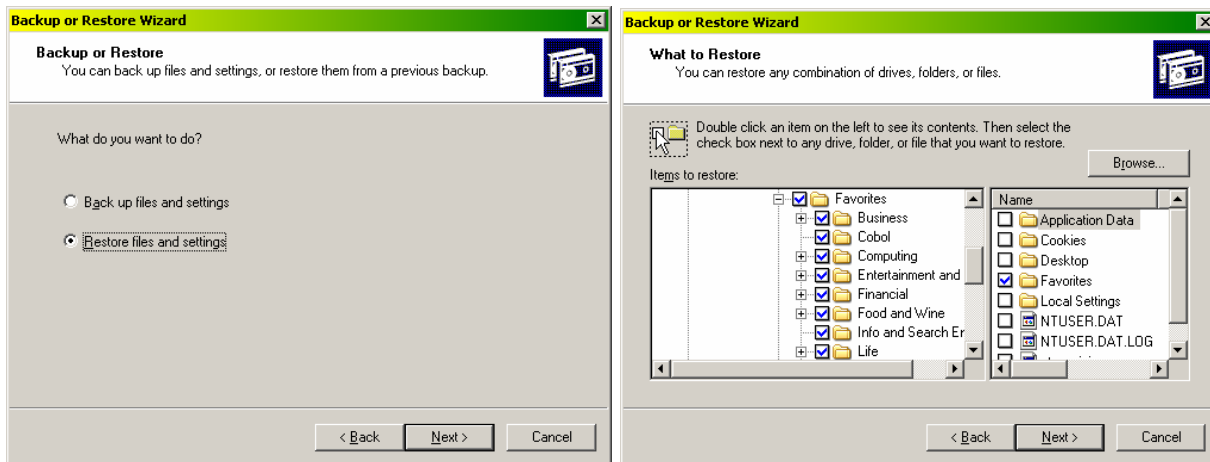 Backup or Restore Wizard
Backup or Restore
You can back up files and settings, or restore them from a previous backup.
What do you want to do?
Back up files and settings
Restore files and settings
< Back
Next >
Cancel
Backup or Restore Wizard
What to Restore
You can restore any combination of drives, folders, or files.
Double click an item on the left to see its contents. Then select the
check box next to any drive, folder, or file that you want to restore.
Browse...
Items to restore:
Favorites
Business
Cobol
Computing
Entertainment and
Financial
Food and Wine
Info and Search Er
Life
Name
Application Data
Cookies
Desktop
Favorites
Local Settings
NTUSER.DAT
NTUSER.DAT.LOG
< Back
Next >
Cancel